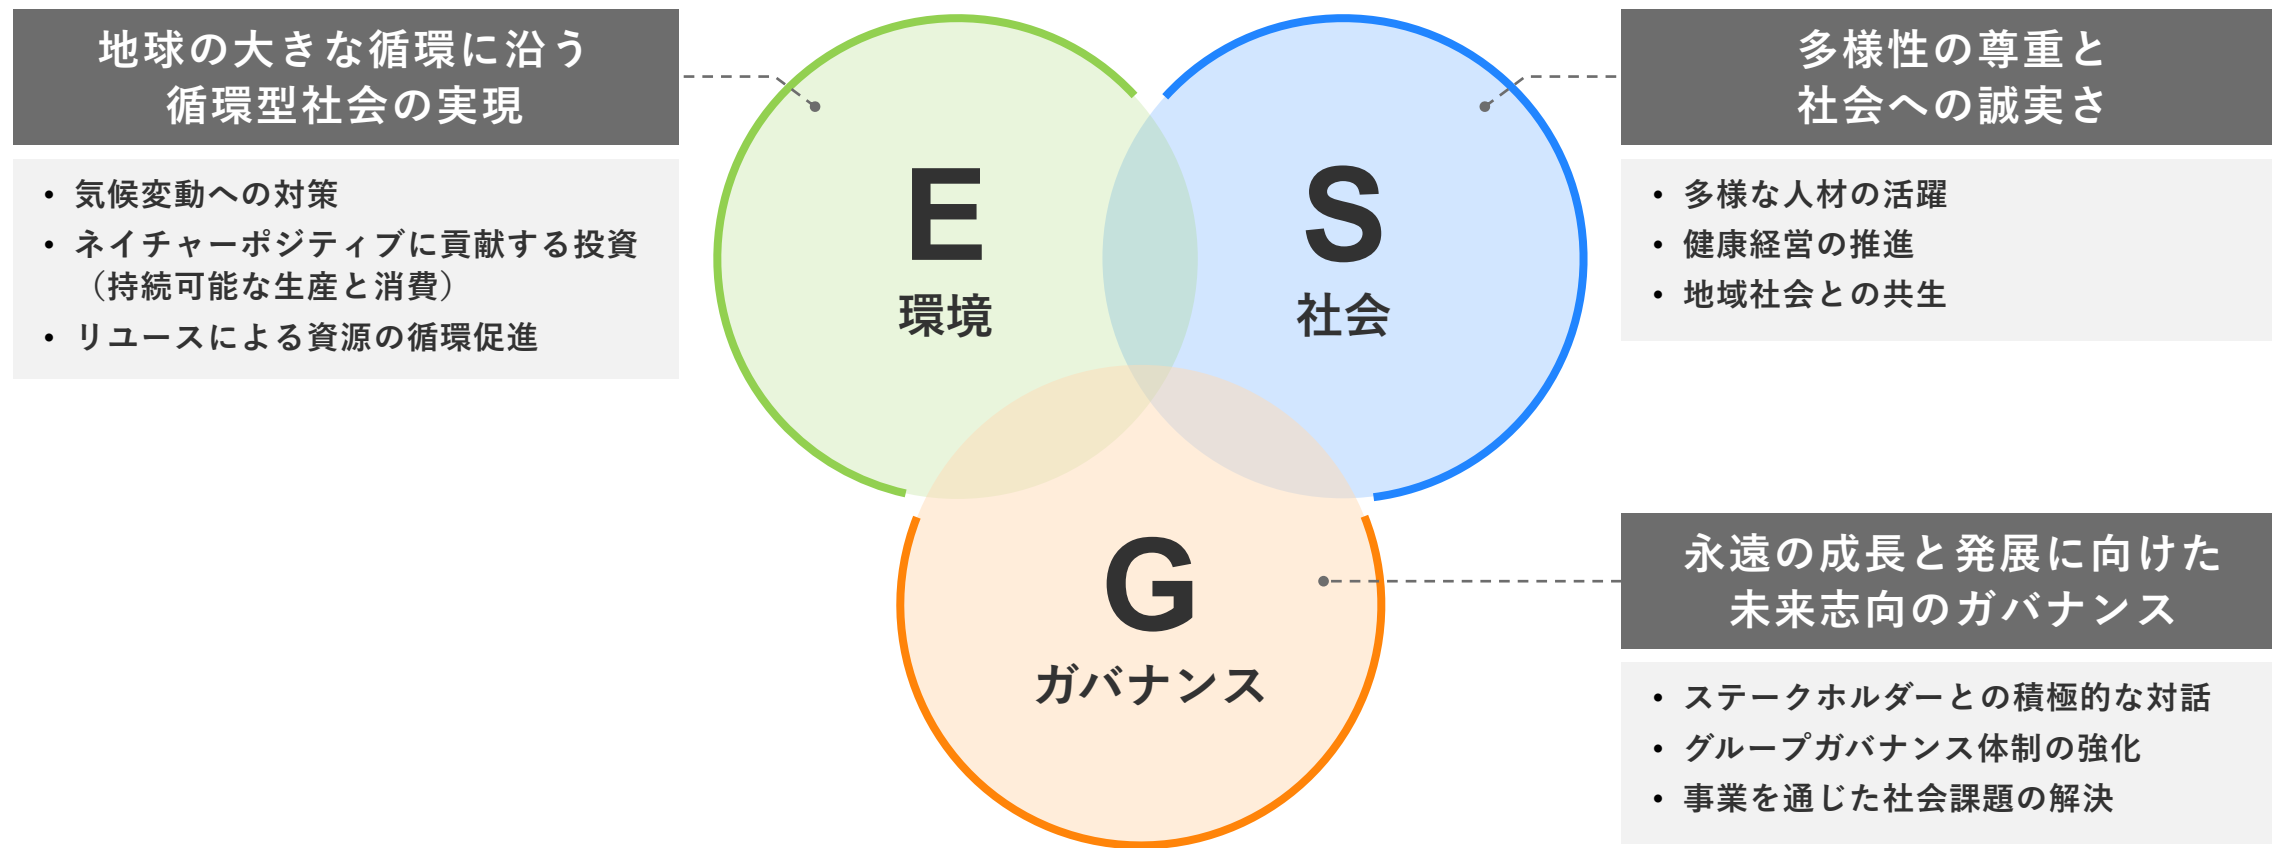 地球の大きな循環に沿う
循環型社会の実現
・気候変動への対策
・ネイチャーポジティブに貢献する投資
（持続可能な生産と消費）
・リユースによる資源の循環促進
E
環境
S
社会
G
ガバナンス
多様性の尊重と
社会への誠実さ
・多様な人材の活躍
・健康経営の推進
・地域社会との共生
永遠の成長と発展に向けた
未来志向のガバナンス
・ステークホルダーとの積極的な対話
・グループガバナンス体制の強化
・事業を通じた社会課題の解決